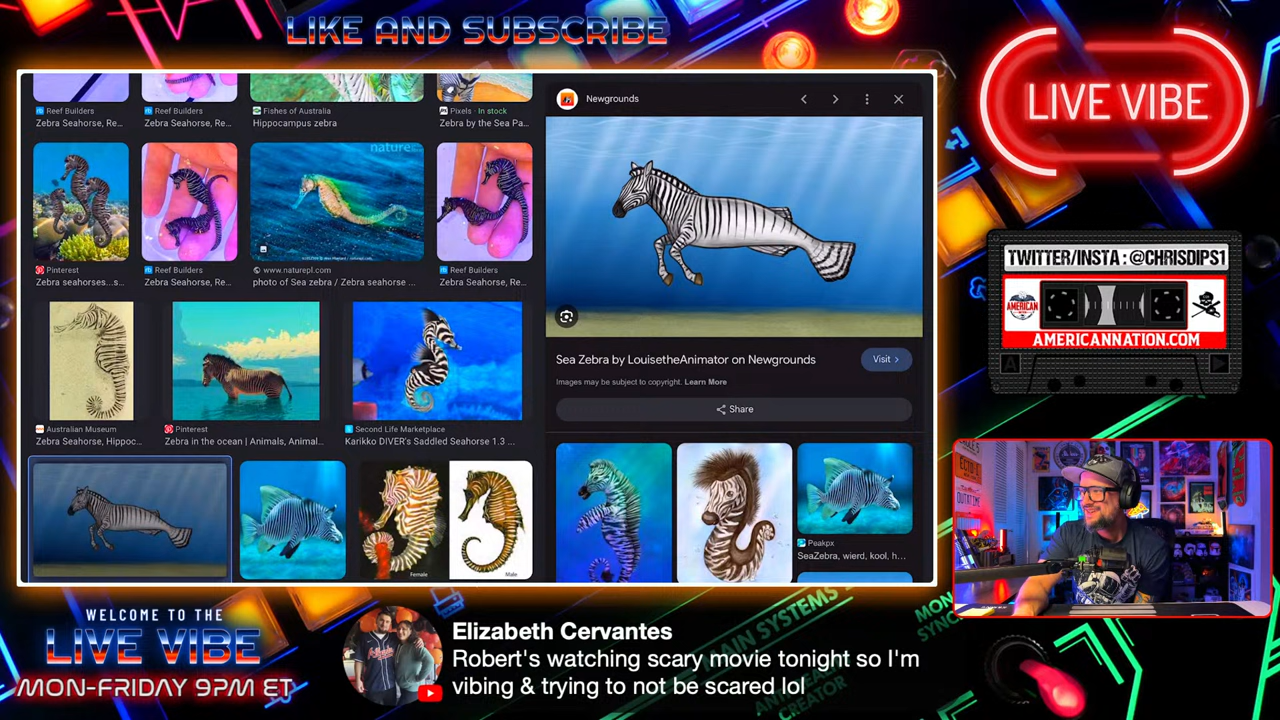 LIKE AND SUBSCRIBE
Reef Builders
Zebra Seahorse, Re...
Reef Builders
Zebra Seahorse, Re...
Fishes of Australia
Hippocampus zebra
Pixels · In stock
Zebra by the Sea Pa...
nature
Pinterest
Zebra seahorses...s...
Reef Builders
Zebra Seahorse, Re...
www.naturepl.com
photo of Sea zebra / Zebra seahorse ...
Reef Builders
Zebra Seahorse, Re...
Australian Museum
Zebra Seahorse, Hippoc...
Pinterest
Zebra in the ocean | Animals, Animal...
Second Life Marketplace
Karikko DIVER's Saddled Seahorse 1.3 ...
Female
Male
Newgrounds
Sea Zebra by LouisetheAnimator on Newgrounds
Visit >
Images may be subject to copyright. Learn More
Share
Peakpx
SeaZebra, wierd, kool, h...
LIVE VIBE
TWITTER/INSTA : @CHRISDIPS1
AMERICAN
AMERICANNATION.COM
A
WELCOME TO THE
LIVE VIBE
MON-FRIDAY 9PM ET
Elizabeth Cervantes
Robert's watching scary movie tonight so I'm
vibing & trying to not be scared lol